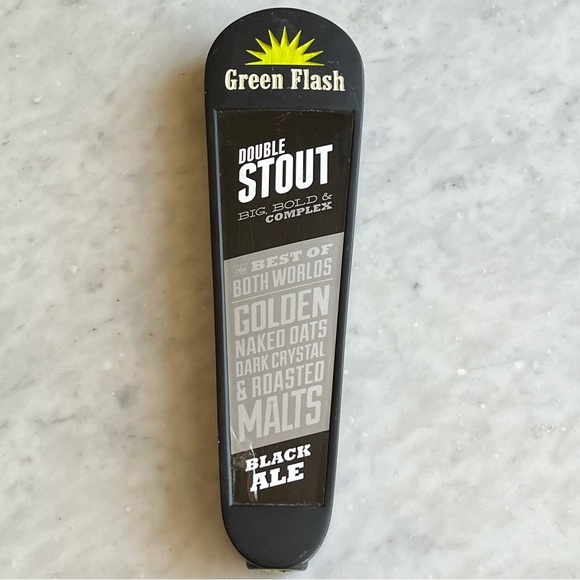 Green Flash
DOUBLE
STOUT
BIG, BOLD &
COMPLEX
the BEST OF
BOTH WORLDS
GOLDEN
NAKED OATS
DARK CRYSTAL
& ROASTED
MALTS
BLACK
ALE